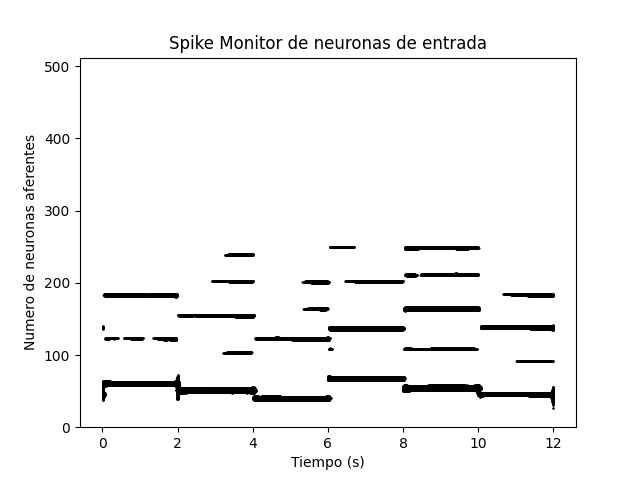 Spike Monitor de neuronas de entrada
500
400
300
200
100
0
Numero de neuronas aferentes
0 2 4 6 8 10 12
Tiempo (s)